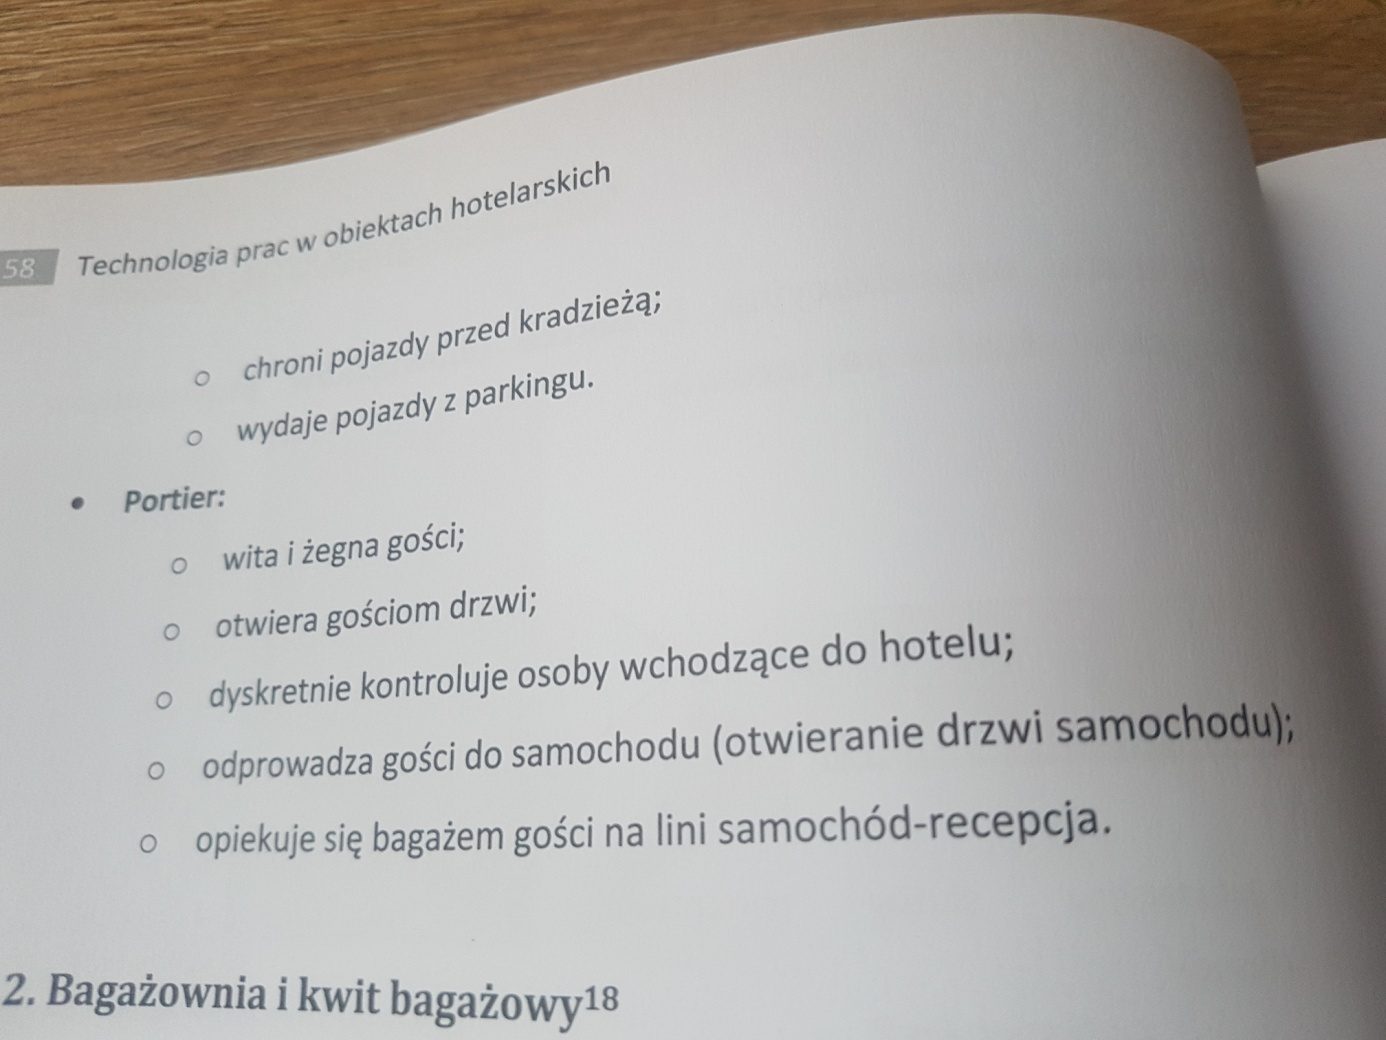 58 Technologia prac w obiektach hotelarskich
○ chroni pojazdy przed kradzieżą;
○ wydaje pojazdy z parkingu.
• Portier:
○ wita i żegna gości;
○ otwiera gościom drzwi;
○ dyskretnie kontroluje osoby wchodzące do hotelu;
○ odprowadza gości do samochodu (otwieranie drzwi samochodu);
○ opiekuje się bagażem gości na lini samochód-recepcja.
2. Bagażownia i kwit bagażowy¹⁸